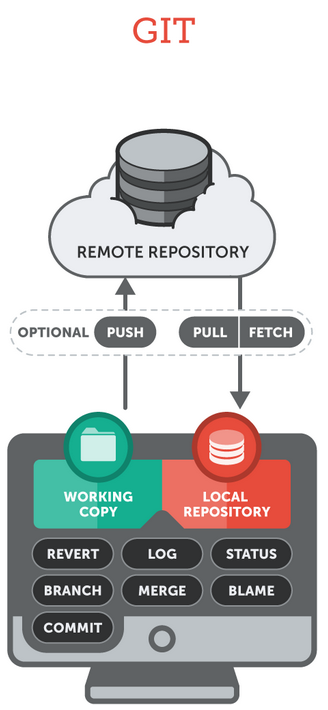 GIT
REMOTE REPOSITORY
OPTIONAL PUSH PULL FETCH
WORKING COPY
LOCAL REPOSITORY
REVERT LOG STATUS
BRANCH MERGE BLAME
COMMIT